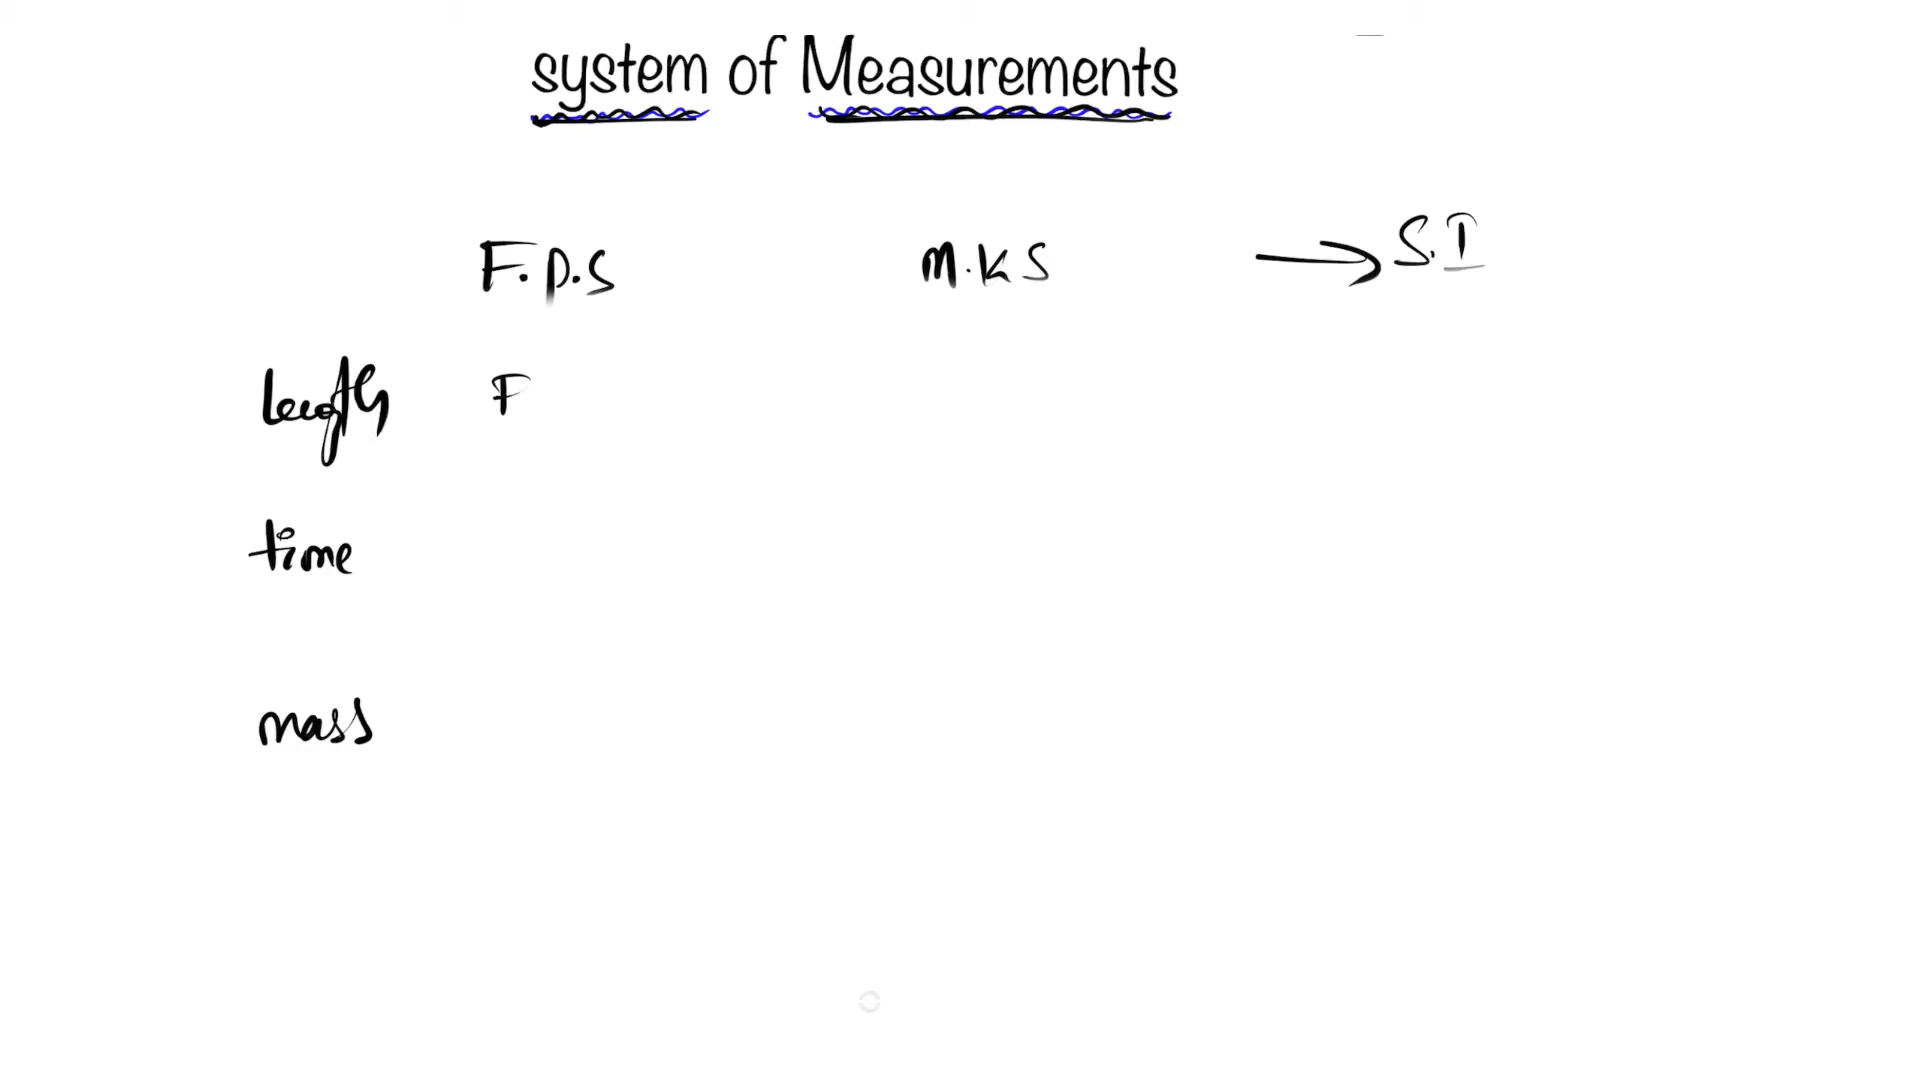 system of Measurements
F.P.S M.K S S.I
length F
time
mass